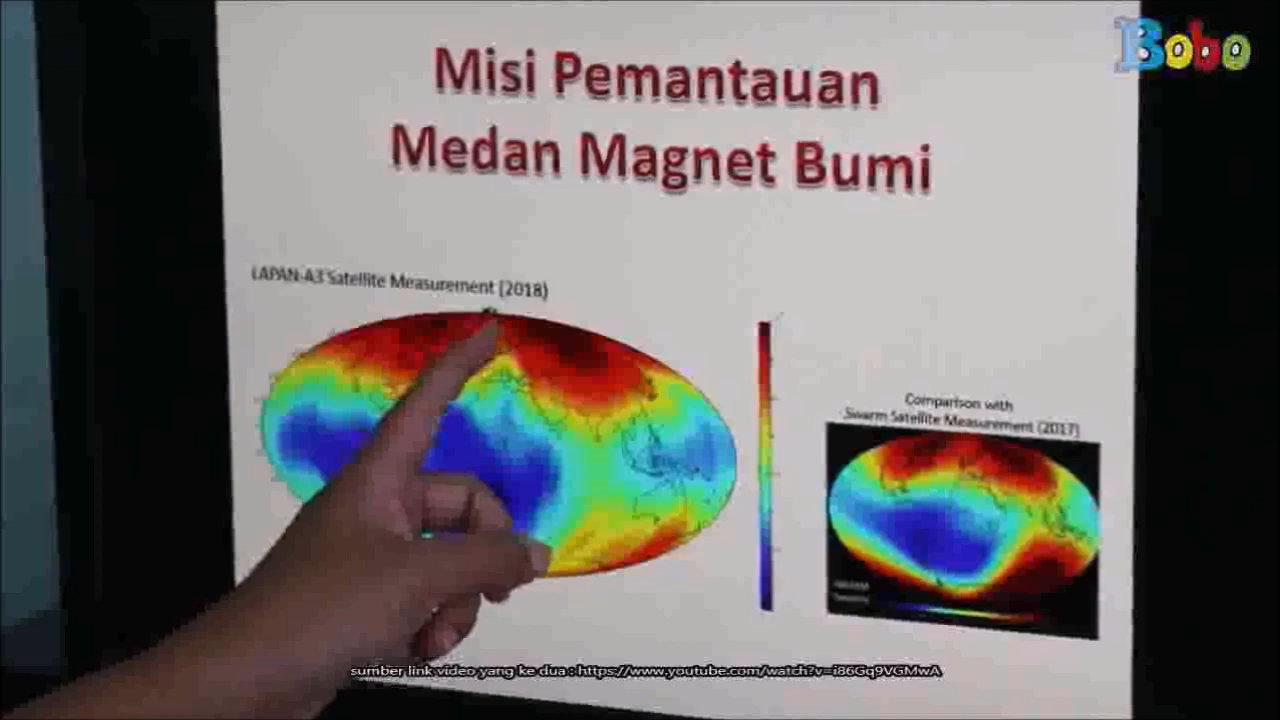 Bobo
Misi Pemantauan
Medan Magnet Bumi
LAPAN-A3 Satellite Measurement (2018)
Comparison with
Swarm Satellite Measurement (2017)
sumber link video yang ke dua : https://www.youtube.com/watch?v=i86Gq9VGMwA